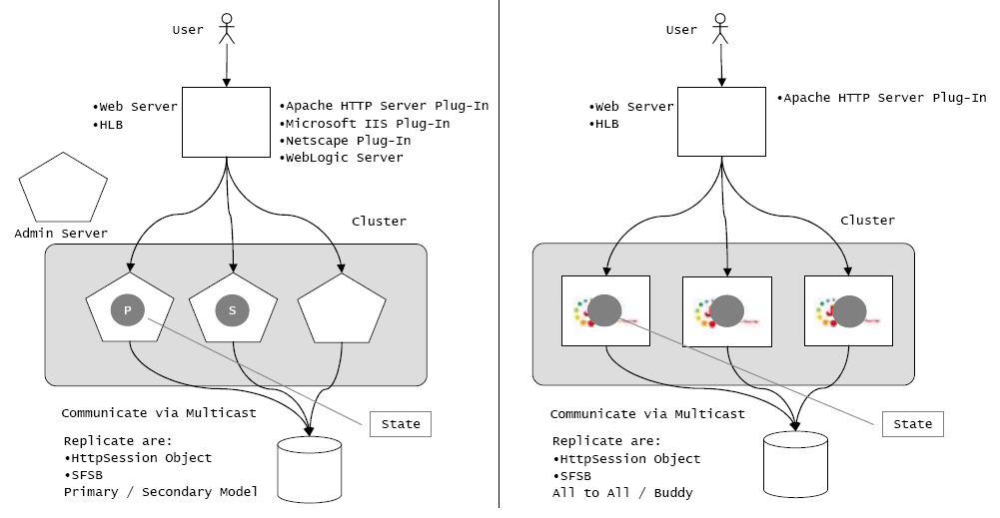 User
•Web Server
•HLB
•Apache HTTP Server Plug-In
•Microsoft IIS Plug-In
•Netscape Plug-In
•WebLogic Server
Admin Server
Cluster
P
S
Communicate via Multicast
State
Replicate are:
•HttpSession Object
•SFSB
Primary / Secondary Model
User
•Web Server
•HLB
•Apache HTTP Server Plug-In
Cluster
Communicate via Multicast
State
Replicate are:
•HttpSession Object
•SFSB
All to All / Buddy